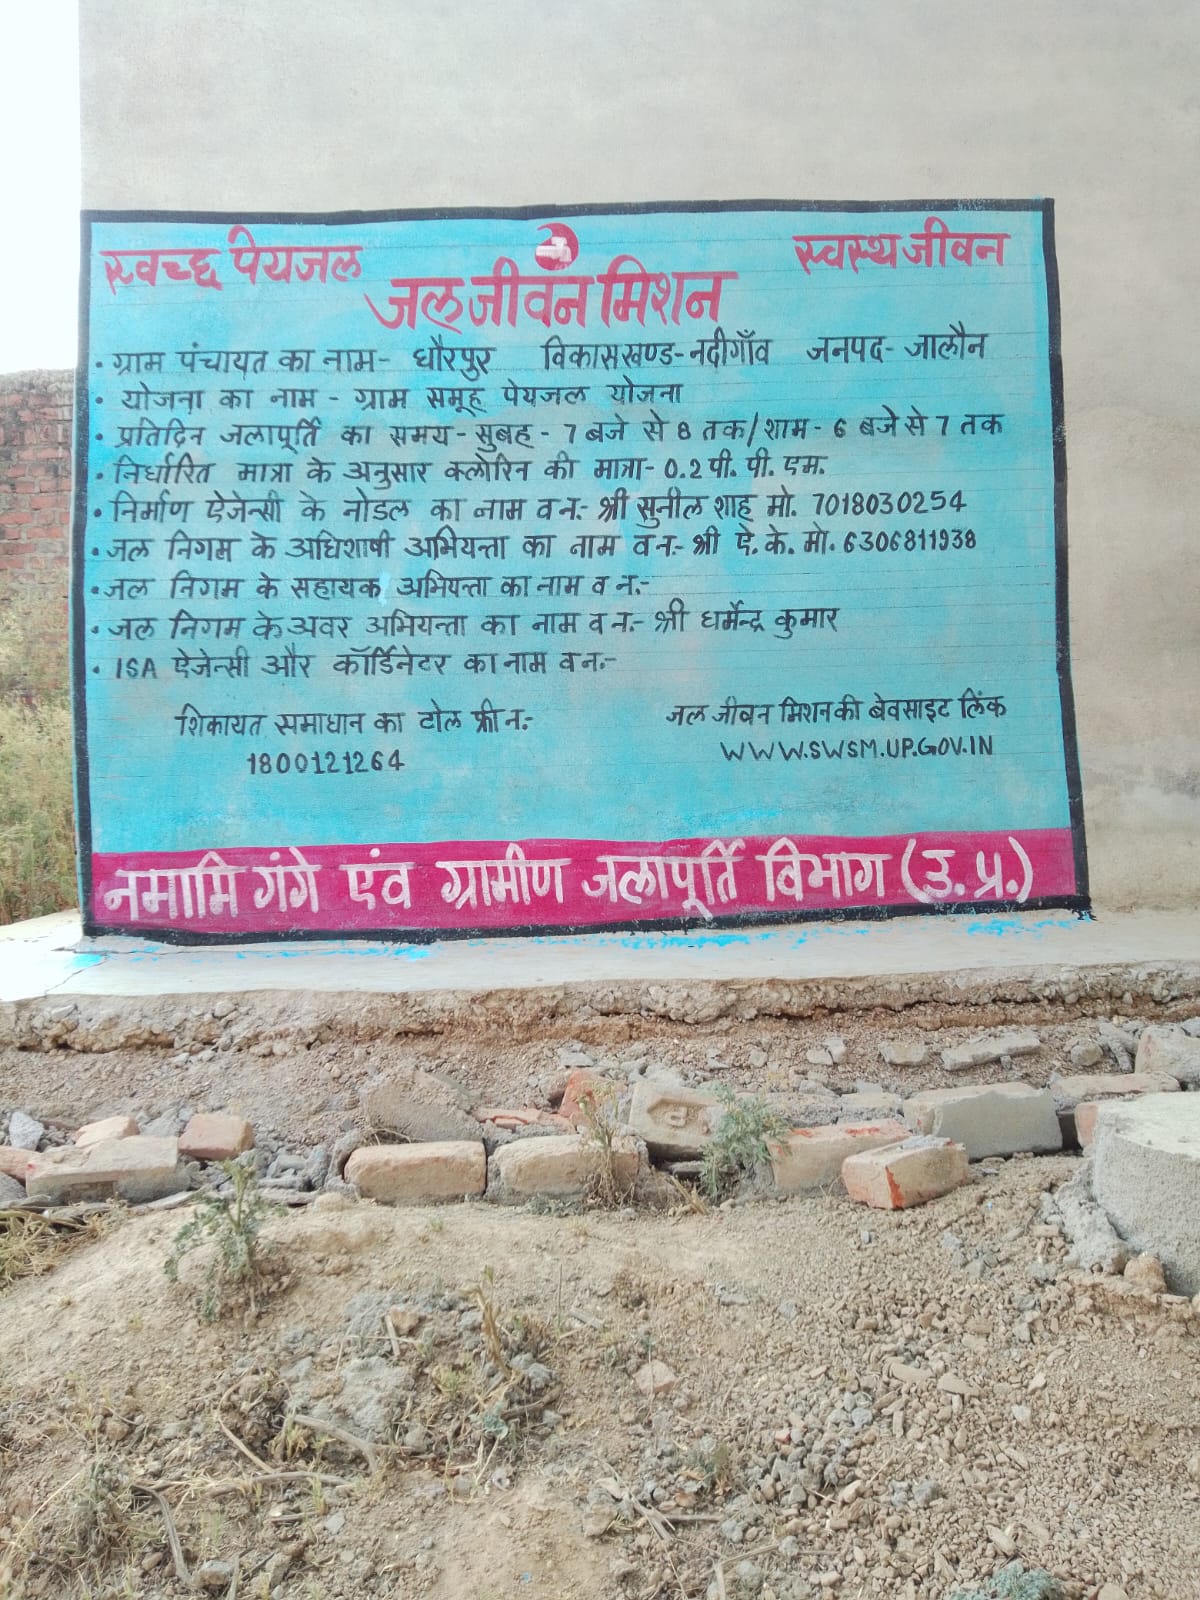 स्वच्छ पेयजल स्वस्थ जीवन
जल जीवन मिशन
• ग्राम पंचायत का नाम- धौरपुर विकासखण्ड-नदीगाँव जनपद- जालौन
• योजना का नाम - ग्राम समूह पेयजल योजना
• प्रतिदिन जलापूर्ति का समय - सुबह - 7 बजे से 8 तक/शाम- 6 बजे से 7 तक
• निर्धारित मात्रा के अनुसार क्लोरिन की मात्रा- 0.2 पी. पी. एम.
• निर्माण ऐजेन्सी के नोडल का नाम व न:- श्री सुनील शाह मो. 7018030254
• जल निगम के अधिशाषी अभियन्ता का नाम व न:- श्री ऐ. के. मो. 6306811938
• जल निगम के सहायक अभियन्ता का नाम व न:-
• जल निगम के अवर अभियन्ता का नाम व न:- श्री धर्मेन्द्र कुमार
• ISA ऐजेन्सी और कॉर्डिनेटर का नाम व न:-
शिकायत समाधान का टोल फ्री न:- जल जीवन मिशन की बेवसाइट लिंक
1800121264 WWW.SWSM.UP.GOV.IN
नमामि गंगे एंव ग्रामीण जलापूर्ति विभाग (उ. प्र.)